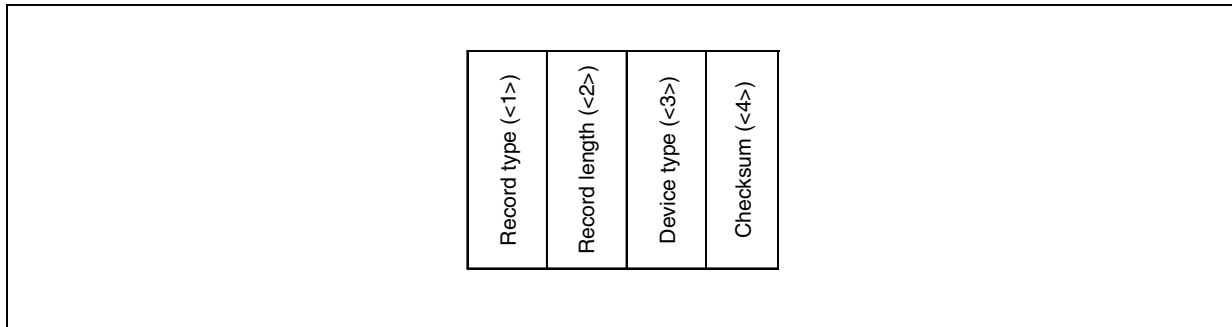 Record type (<1>)
Record length (<2>)
Device type (<3>)
Checksum (<4>)